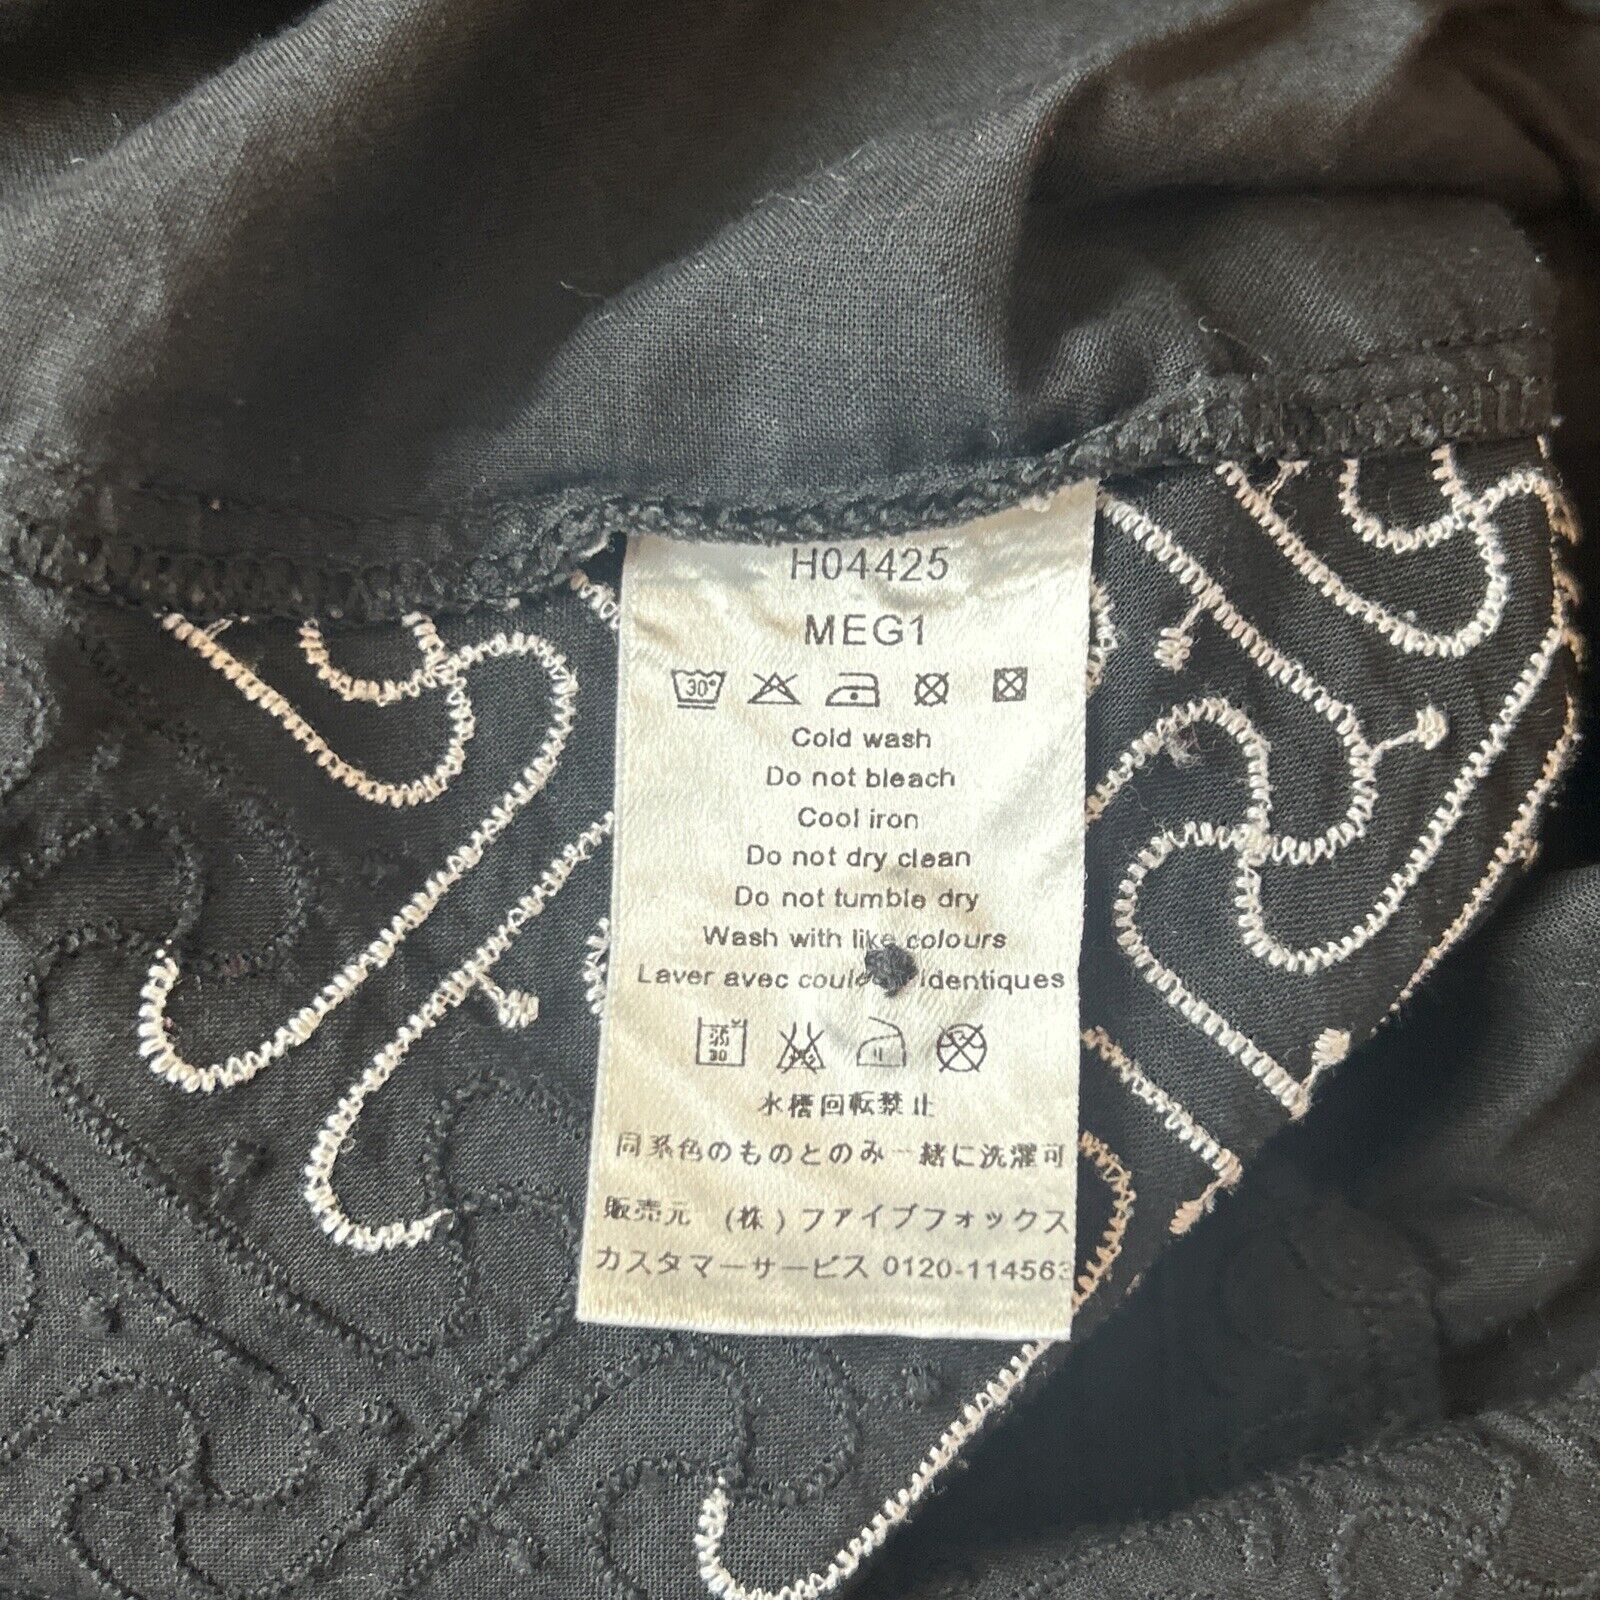 H04425
MEG1
30°
Cold wash
Do not bleach
Cool iron
Do not dry clean
Do not tumble dry
Wash with like colours
Laver avec identiques
30
水槽回転禁止
同系色のものとのみ一緒に洗濯可
販売元 (株)ファイブフォックス
カスタマーサービス 0120-114563